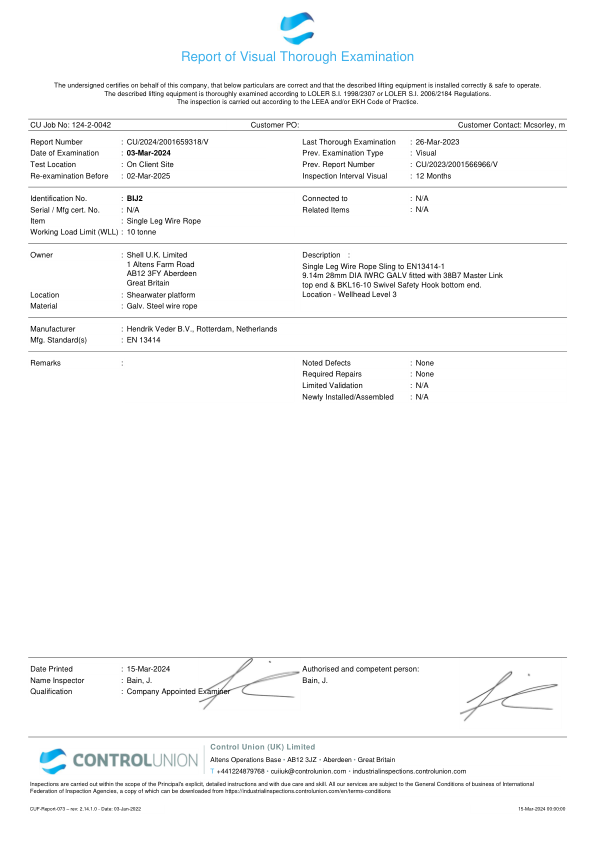 Report of Visual Thorough Examination
The undersigned certifies on behalf of this company, that below particulars are correct and that the described lifting equipment is installed correctly & safe to operate.
The described lifting equipment is thoroughly examined according to LOLER S.I. 1998/2307 or LOLER S.I. 2006/2184 Regulations.
The inspection is carried out according to the LEEA and/or EKH Code of Practice.
CU Job No: 124-2-0042 Customer PO: Customer Contact: Mcsorley, m
Report Number : CU/2024/2001659318/V Last Thorough Examination : 26-Mar-2023
Date of Examination : 03-Mar-2024 Prev. Examination Type : Visual
Test Location : On Client Site Prev. Report Number : CU/2023/2001566966/V
Re-examination Before : 02-Mar-2025 Inspection Interval Visual : 12 Months
Identification No. : BIJ2 Connected to : N/A
Serial / Mfg cert. No. : N/A Related Items : N/A
Item : Single Leg Wire Rope
Working Load Limit (WLL) : 10 tonne
Owner : Shell U.K. Limited Description :
1 Altens Farm Road Single Leg Wire Rope Sling to EN13414-1
AB12 3FY Aberdeen 9.14m 28mm DIA IWRC GALV fitted with 38B7 Master Link
Great Britain top end & BKL16-10 Swivel Safety Hook bottom end.
Location : Shearwater platform Location - Wellhead Level 3
Material : Galv. Steel wire rope
Manufacturer : Hendrik Veder B.V., Rotterdam, Netherlands
Mfg. Standard(s) : EN 13414
Remarks : Noted Defects : None
Required Repairs : None
Limited Validation : N/A
Newly Installed/Assembled : N/A
Date Printed : 15-Mar-2024 Authorised and competent person:
Name Inspector : Bain, J. Bain, J.
Qualification : Company Appointed Examiner
CONTROLUNION
Control Union (UK) Limited
Altens Operations Base - AB12 3JZ - Aberdeen - Great Britain
T +441224879768 - cuiiuk@controlunion.com - industrialinspections.controlunion.com
Inspections are carried out within the scope of the Principal's explicit, detailed instructions and with due care and skill. All our services are subject to the General Conditions of business of International
Federation of Inspection Agencies, a copy of which can be downloaded from https://industrialinspections.controlunion.com/en/terms-conditions
CUF-Report-073 – rev: 2.14.1.0 - Date: 03-Jun-2022 15-Mar-2024 00:00:00